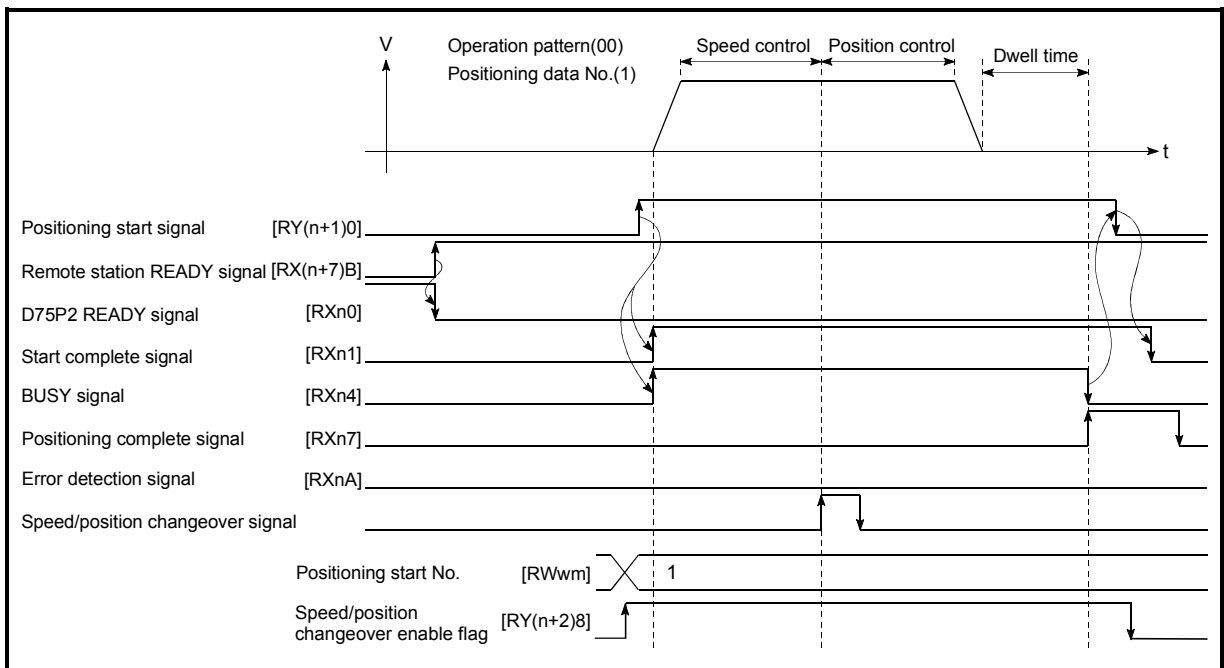 V
Operation pattern(00)
Positioning data No.(1)
Speed control
Position control
Dwell time
t
Positioning start signal [RY(n+1)0]
Remote station READY signal [RX(n+7)B]
D75P2 READY signal [RXn0]
Start complete signal [RXn1]
BUSY signal [RXn4]
Positioning complete signal [RXn7]
Error detection signal [RXnA]
Speed/position changeover signal
Positioning start No. [RWwm] 1
Speed/position
changeover enable flag [RY(n+2)8]